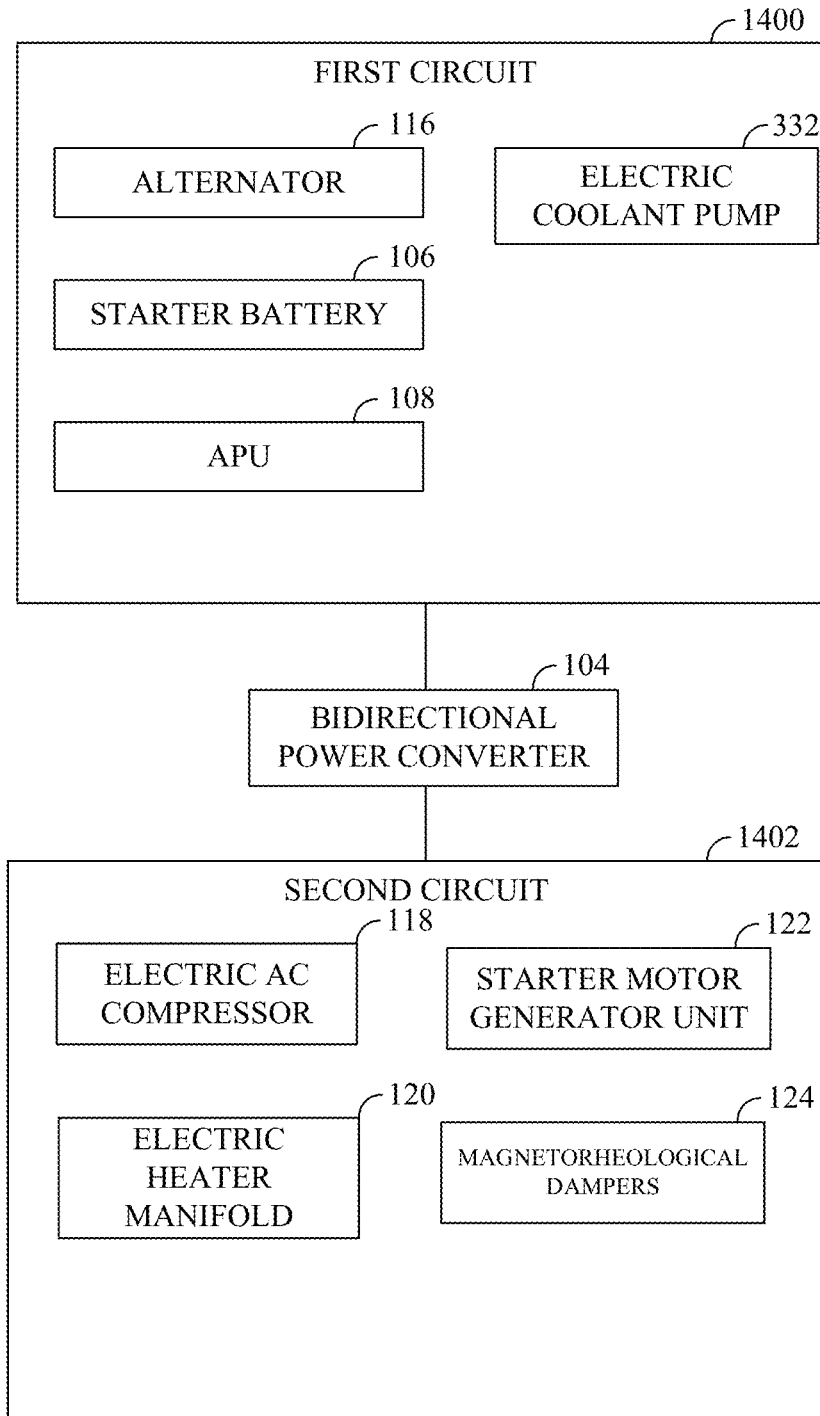 1400
FIRST CIRCUIT
116
ALTERNATOR
332
ELECTRIC
COOLANT PUMP
106
STARTER BATTERY
108
APU
104
BIDIRECTIONAL
POWER CONVERTER
1402
SECOND CIRCUIT
118
ELECTRIC AC
COMPRESSOR
122
STARTER MOTOR
GENERATOR UNIT
120
ELECTRIC
HEATER
MANIFOLD
124
MAGNETORHEOLOGICAL
DAMPERS